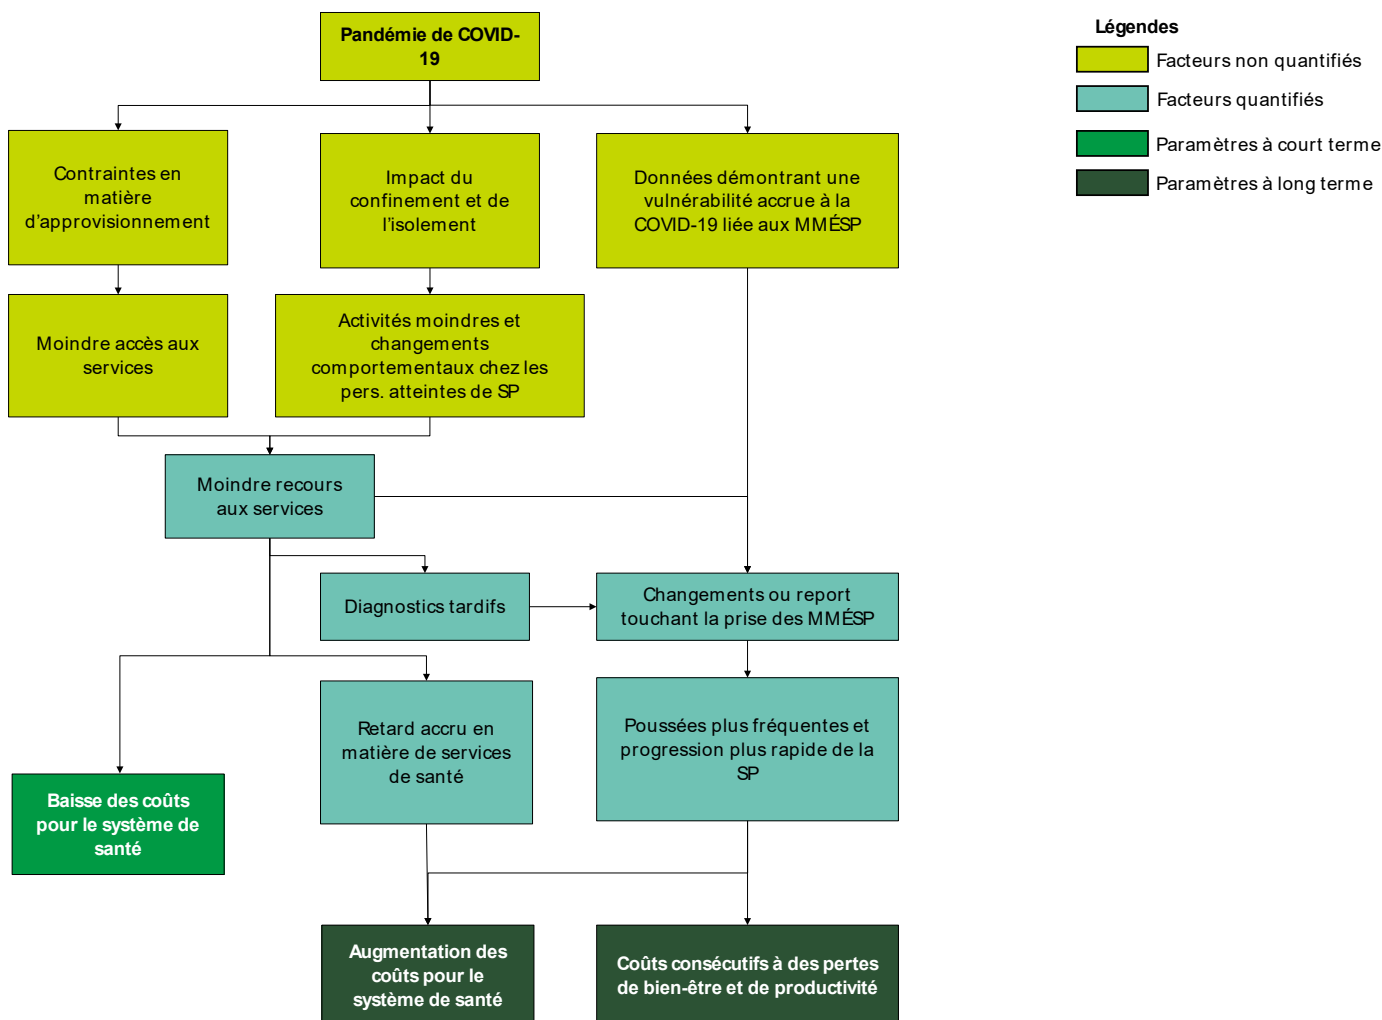 Pandémie de COVID-
19
Légendes
Facteurs non quantifiés
Facteurs quantifiés
Paramètres à court terme
Paramètres à long terme
Contraintes en
matière
d'approvisionnement
Impact du
confinement et de
l'isolement
Données démontrant une
vulnérabilité accrue à la
COVID-19 liée aux MMÉSP
Moindre accès aux
services
Activités moindres et
changements
comportementaux chez les
pers. atteintes de SP
Moindre recours
aux services
Diagnostics tardifs
Changements ou report
touchant la prise des MMÉSP
Retard accru en
matière de services
de santé
Poussées plus fréquentes et
progression plus rapide de la
SP
Baisse des coûts
pour le système de
santé
Augmentation des
coûts pour le
système de santé
Coûts consécutifs à des pertes
de bien-être et de productivité